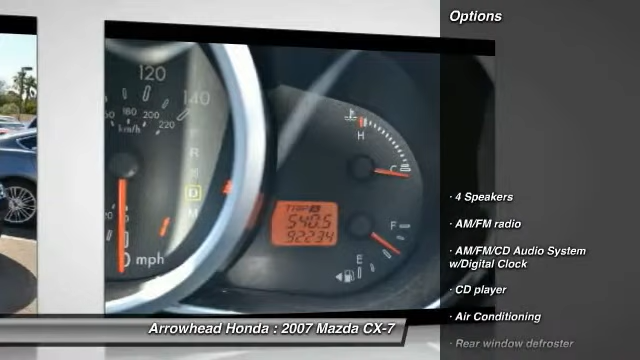 Options
120
140
180
200
220
km/h
R
N
D
M
0 mph
H
C
TRIP B
540.5
92234
F
E
· 4 Speakers
· AM/FM radio
· AM/FM/CD Audio System
w/Digital Clock
· CD player
· Air Conditioning
· Rear window defroster
Arrowhead Honda : 2007 Mazda CX-7